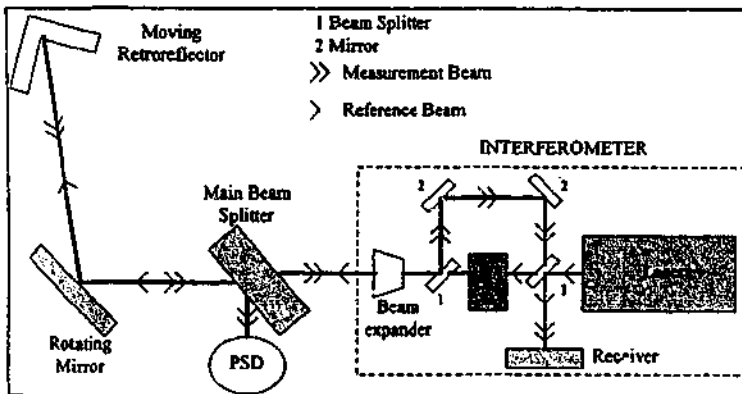 Moving
Retroreflector
1 Beam Splitter
2 Mirror
Measurement Beam
Reference Beam
INTERFEROMETER
2
2
Main Beam
Splitter
Beam
expander
1
1
Rotating
Mirror
PSD
Receiver